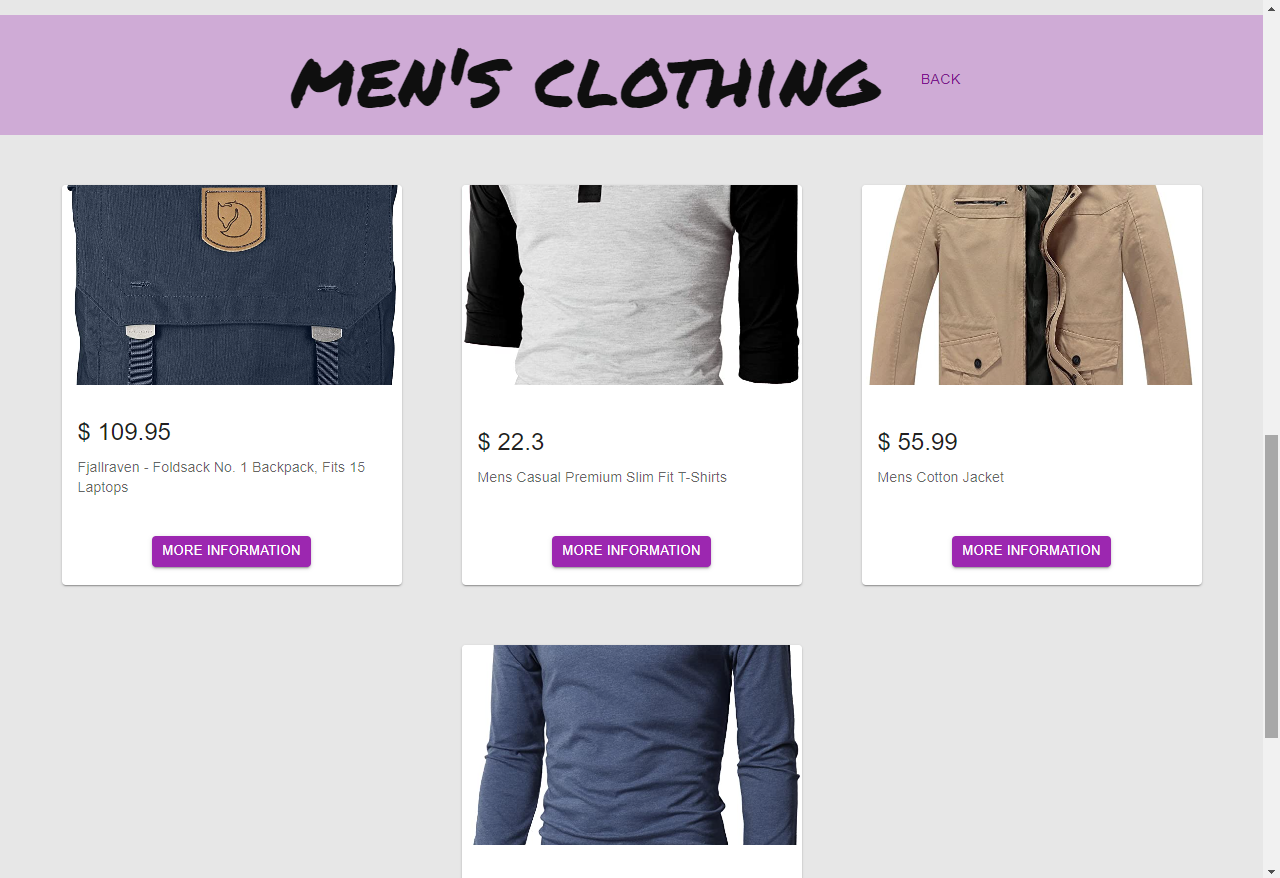 MEN'S CLOTHING
BACK
$ 109.95
Fjallraven - Foldsack No. 1 Backpack, Fits 15
Laptops
MORE INFORMATION
$ 22.3
Mens Casual Premium Slim Fit T-Shirts
MORE INFORMATION
$ 55.99
Mens Cotton Jacket
MORE INFORMATION